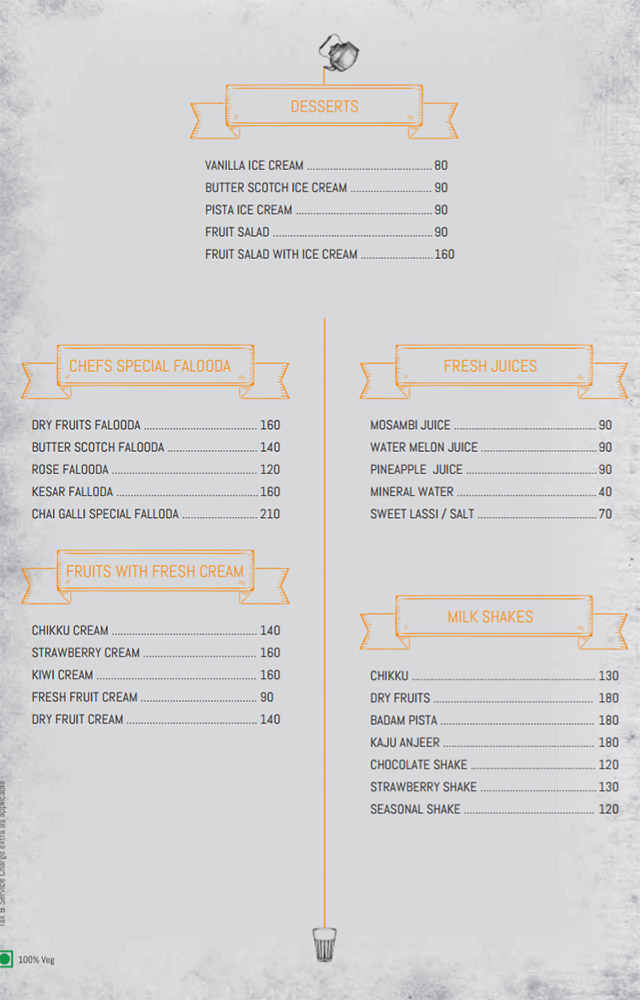 DESSERTS
VANILLA ICE CREAM ........ 80
BUTTER SCOTCH ICE CREAM ........ 90
PISTA ICE CREAM ........ 90
FRUIT SALAD ........ 90
FRUIT SALAD WITH ICE CREAM ........ 160
CHEFS SPECIAL FALOODA
DRY FRUITS FALOODA ........ 160
BUTTER SCOTCH FALOODA ........ 140
ROSE FALOODA ........ 120
KESAR FALLODA ........ 160
CHAI GALLI SPECIAL FALLODA ........ 210
FRUITS WITH FRESH CREAM
CHIKKU CREAM ........ 140
STRAWBERRY CREAM ........ 160
KIWI CREAM ........ 160
FRESH FRUIT CREAM ........ 90
DRY FRUIT CREAM ........ 140
FRESH JUICES
MOSAMBI JUICE ........ 90
WATER MELON JUICE ........ 90
PINEAPPLE JUICE ........ 90
MINERAL WATER ........ 40
SWEET LASSI / SALT ........ 70
MILK SHAKES
CHIKKU ........ 130
DRY FRUITS ........ 180
BADAM PISTA ........ 180
KAJU ANJEER ........ 180
CHOCOLATE SHAKE ........ 120
STRAWBERRY SHAKE ........ 130
SEASONAL SHAKE ........ 120
Tax & Service Charge extra as applicable
100% Veg